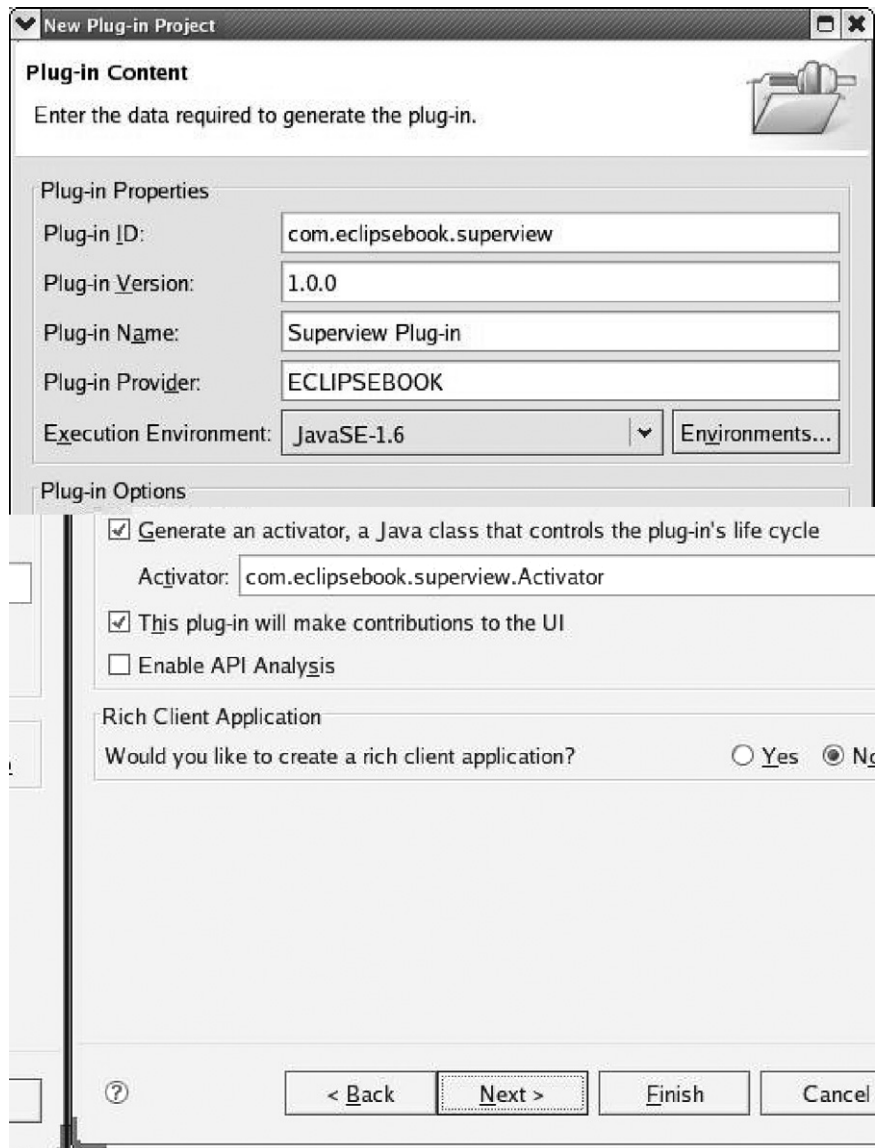 New Plug-in Project
Plug-in Content
Enter the data required to generate the plug-in.
Plug-in Properties
Plug-in ID: com.eclipsebook.superview
Plug-in Version: 1.0.0
Plug-in Name: Superview Plug-in
Plug-in Provider: ECLIPSEBOOK
Execution Environment: JavaSE-1.6 Environments...
Plug-in Options
Generate an activator, a Java class that controls the plug-in's life cycle
Activator: com.eclipsebook.superview.Activator
This plug-in will make contributions to the UI
Enable API Analysis
Rich Client Application
Would you like to create a rich client application? Yes No
? < Back Next > Finish Cancel